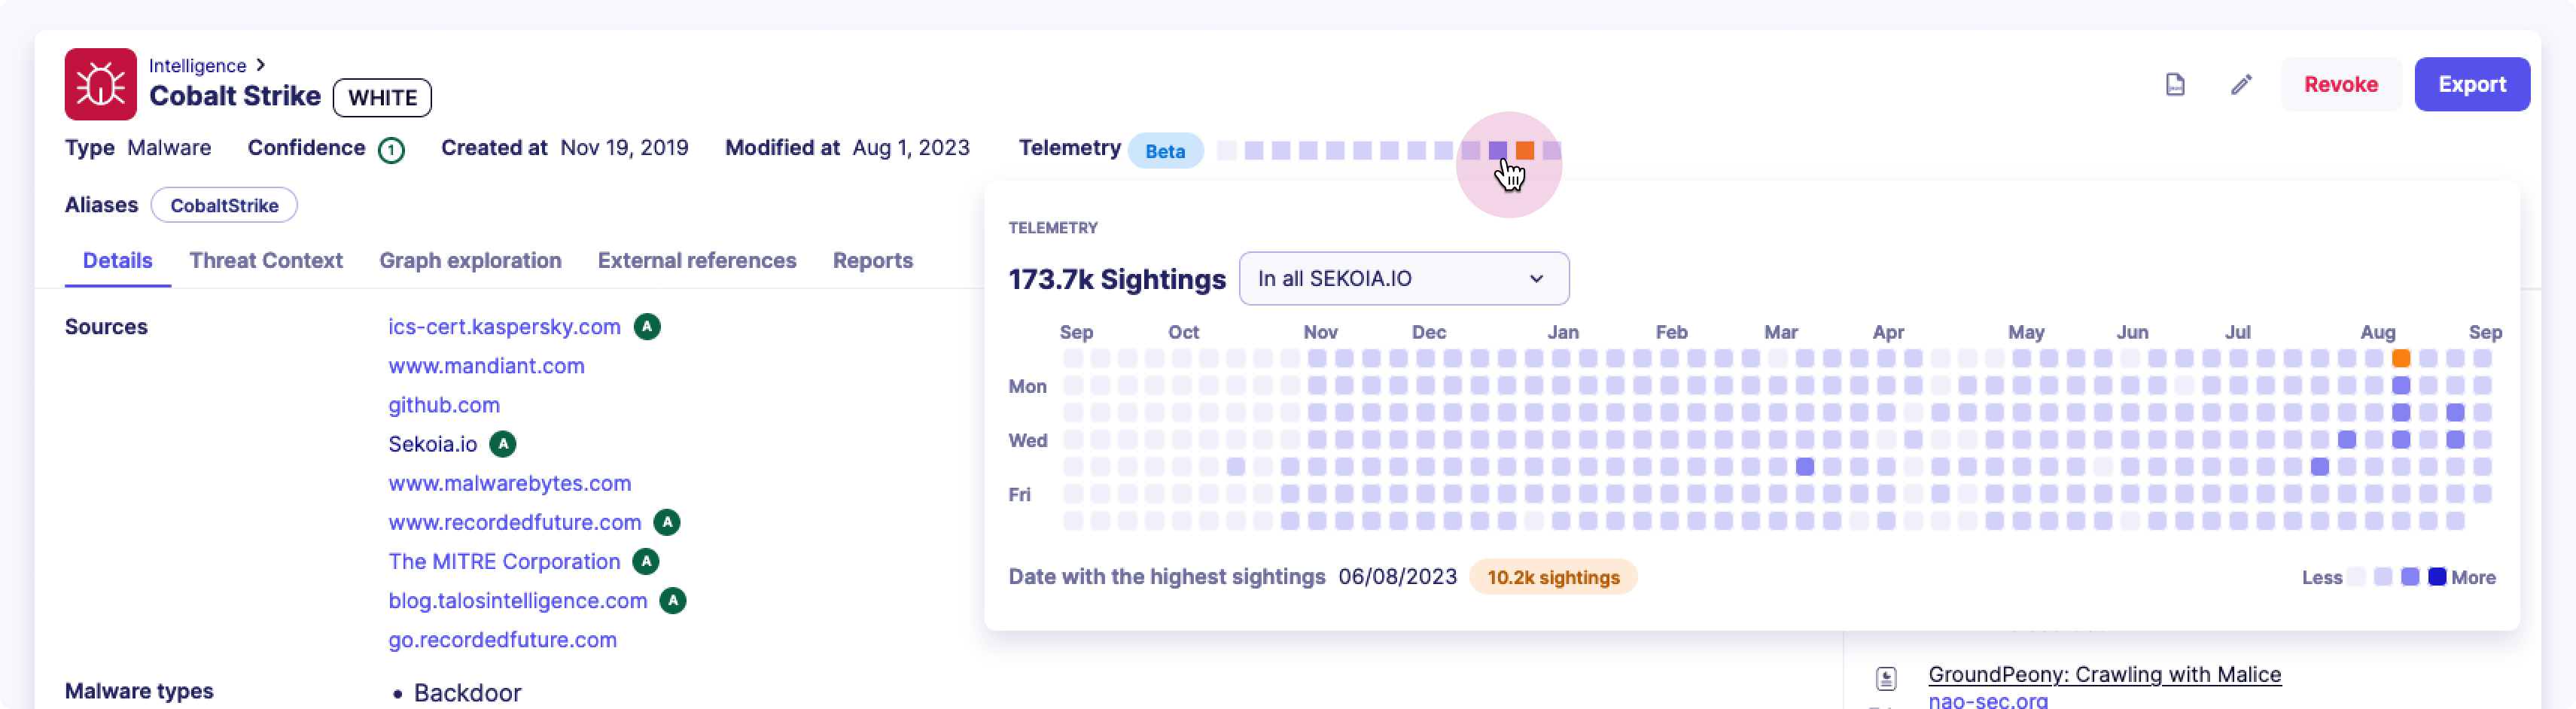 Intelligence >
Cobalt Strike WHITE
Revoke Export
Type Malware Confidence 1 Created at Nov 19, 2019 Modified at Aug 1, 2023 Telemetry Beta
Aliases CobaltStrike
Details Threat Context Graph exploration External references Reports
TELEMETRY
173.7k Sightings In all SEKOIA.IO
Sep Oct Nov Dec Jan Feb Mar Apr May Jun Jul Aug Sep
Mon
Wed
Fri
Date with the highest sightings 06/08/2023 10.2k sightings Less More
Sources
ics-cert.kaspersky.com A
www.mandiant.com
github.com
Sekoia.io A
www.malwarebytes.com
www.recordedfuture.com A
The MITRE Corporation A
blog.talosintelligence.com A
go.recordedfuture.com
Malware types
• Backdoor
GroundPeony: Crawling with Malice
nao-sec.org